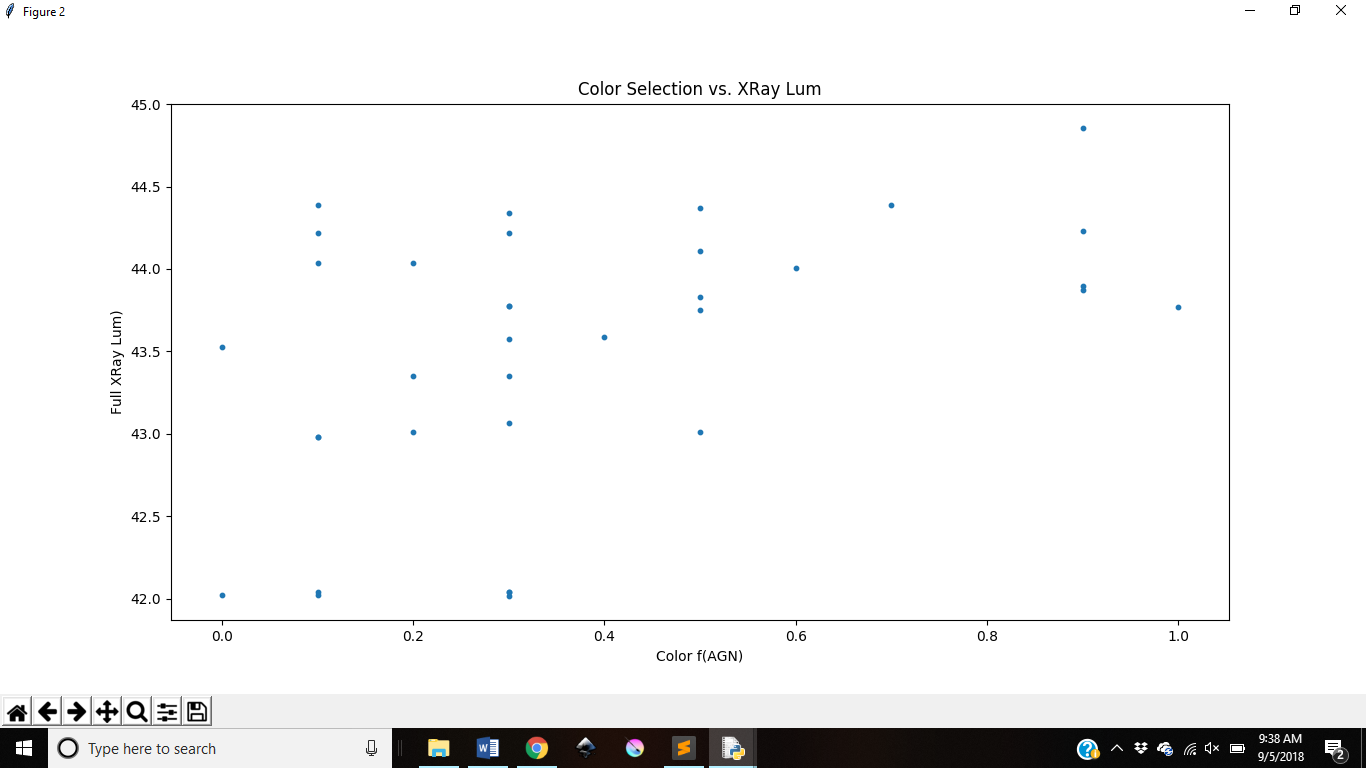 Figure 2
Color Selection vs. XRay Lum
45.0
44.5
44.0
43.5
43.0
42.5
42.0
Full XRay Lum)
0.0 0.2 0.4 0.6 0.8 1.0
Color f(AGN)
Type here to search
9:38 AM
9/5/2018
2